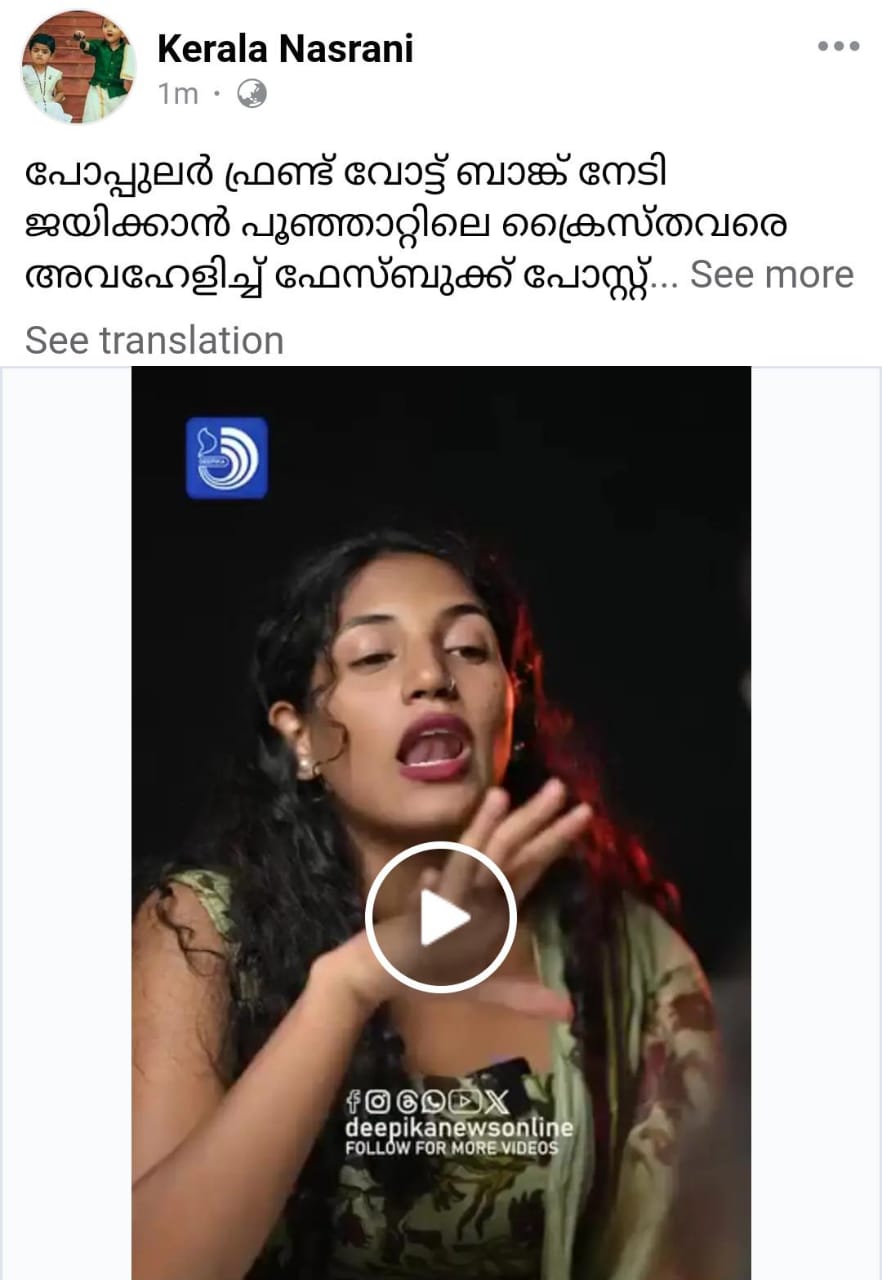 Kerala Nasrani
1m ·
പോപ്പുലർ ഫ്രണ്ട് വോട്ട് ബാങ്ക് നേടി
ജയിക്കാൻ പൂഞ്ഞാറ്റിലെ ക്രൈസ്തവരെ
അവഹേളിച്ച് ഫേസ്ബുക്ക് പോസ്റ്റ്... See more
See translation
deepikanewsonline
FOLLOW FOR MORE VIDEOS